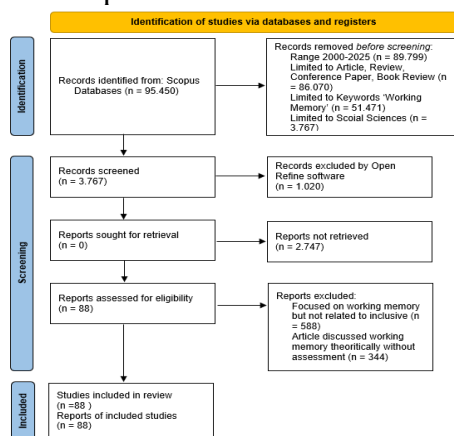 Identification of studies via databases and registers
Identification
Records identified from: Scopus
Databases (n = 95.450)
Records removed before screening:
Range 2000-2025 (n = 89.799)
Limited to Article, Review,
Conference Paper, Book Review (n
= 86.070)
Limited to Keywords 'Working
Memory' (n = 51.471)
Limited to Scoial Sciences (n =
3.767)
Screening
Records screened
(n = 3.767)
Records excluded by Open
Refine software
(n = 1.020)
Reports sought for retrieval
(n = 0)
Reports not retrieved
(n = 2.747)
Reports assessed for eligibility
(n = 88)
Reports excluded:
Focused on working memory
but not related to inclusive (n
= 588)
Article discussed working
memory theoritically without
assessment (n = 344)
Included
Studies included in review
(n =88 )
Reports of included studies
(n = 88)